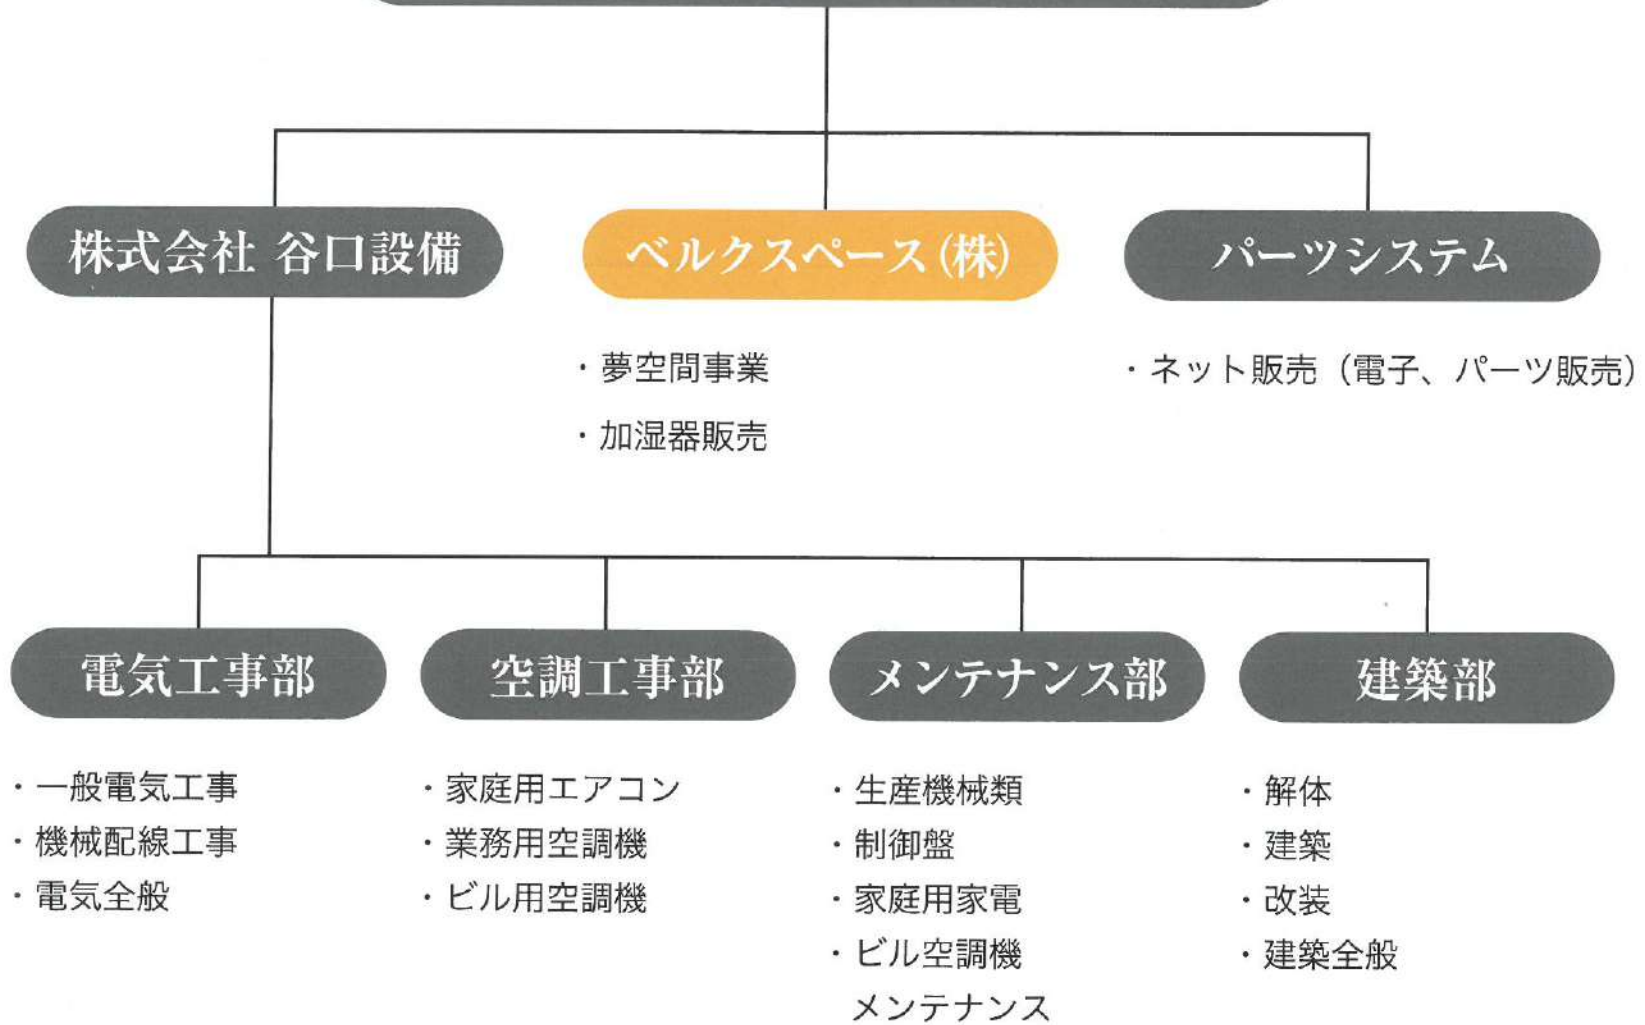 株式会社 谷口設備
ベルクスペース(株)
パーツシステム
・夢空間事業
・加湿器販売
・ネット販売（電子、パーツ販売）
電気工事部
空調工事部
メンテナンス部
建築部
・一般電気工事
・機械配線工事
・電気全般
・家庭用エアコン
・業務用空調機
・ビル用空調機
・生産機械類
・制御盤
・家庭用家電
・ビル空調機
メンテナンス
・解体
・建築
・改装
・建築全般